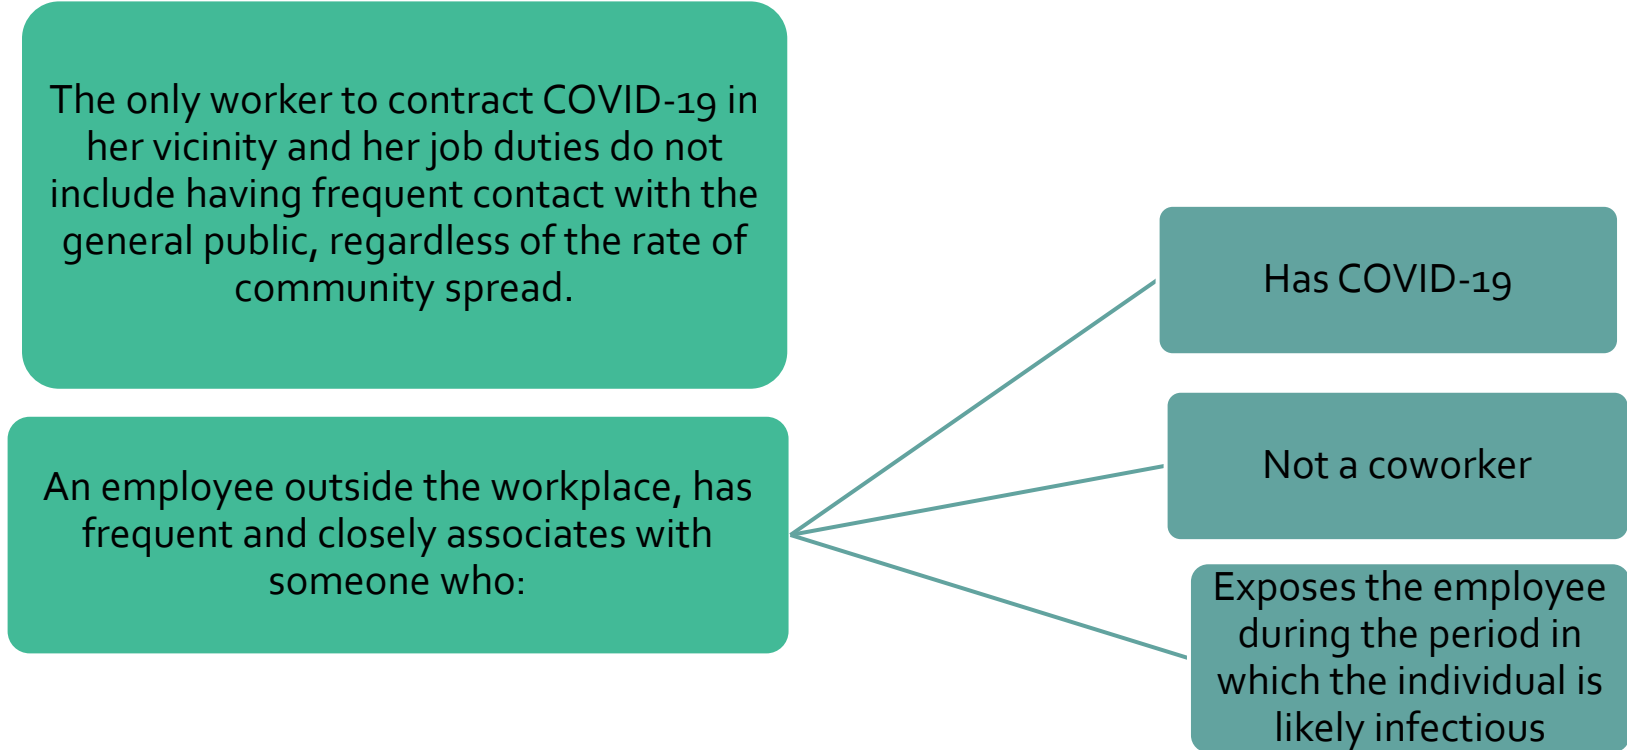 The only worker to contract COVID-19 in
her vicinity and her job duties do not
include having frequent contact with the
general public, regardless of the rate of
community spread.
An employee outside the workplace, has
frequent and closely associates with
someone who:
Has COVID-19
Not a coworker
Exposes the employee
during the period in
which the individual is
likely infectious